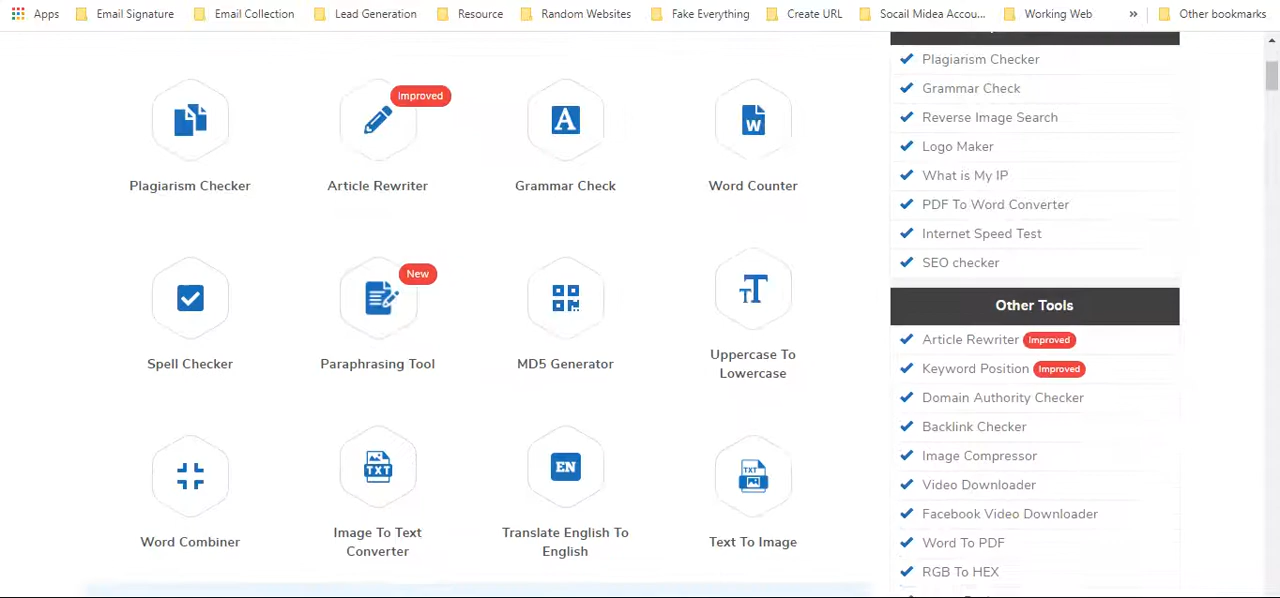 Apps Email Signature Email Collection Lead Generation Resource Random Websites Fake Everything Create URL Socail Midea Accou... Working Web » Other bookmarks
Improved
W
Plagiarism Checker Article Rewriter Grammar Check Word Counter
New
Spell Checker Paraphrasing Tool MD5 Generator Uppercase To
Lowercase
TXT EN TXT
Word Combiner Image To Text
Converter Translate English To
English Text To Image
Plagiarism Checker
Grammar Check
Reverse Image Search
Logo Maker
What is My IP
PDF To Word Converter
Internet Speed Test
SEO checker
Other Tools
Article Rewriter Improved
Keyword Position Improved
Domain Authority Checker
Backlink Checker
Image Compressor
Video Downloader
Facebook Video Downloader
Word To PDF
RGB To HEX